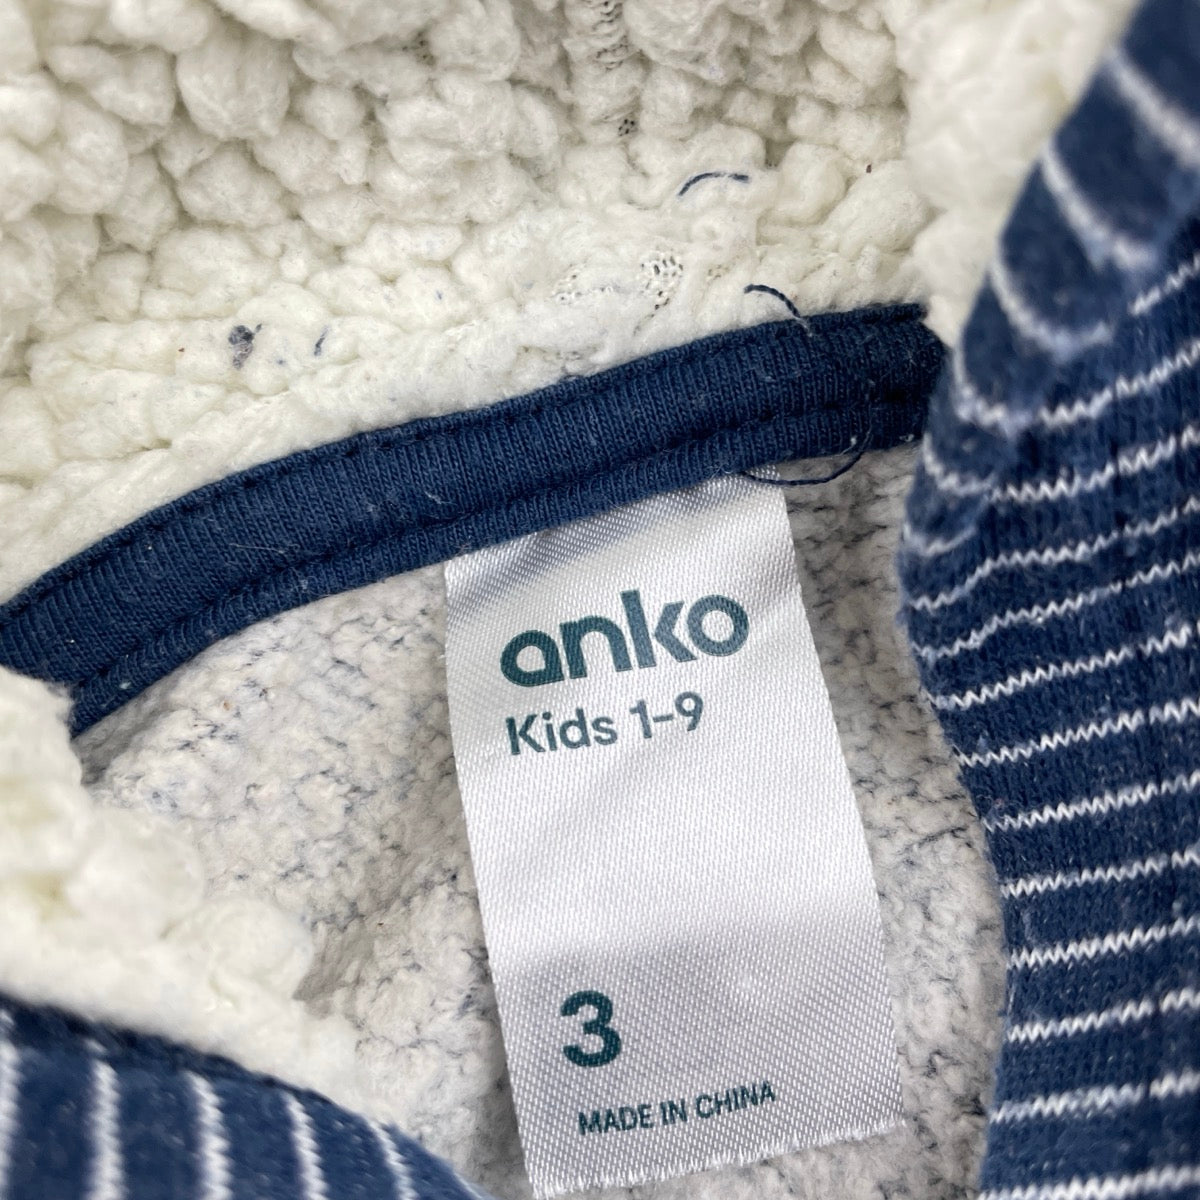 anko
Kids 1-9
3
MADE IN CHINA